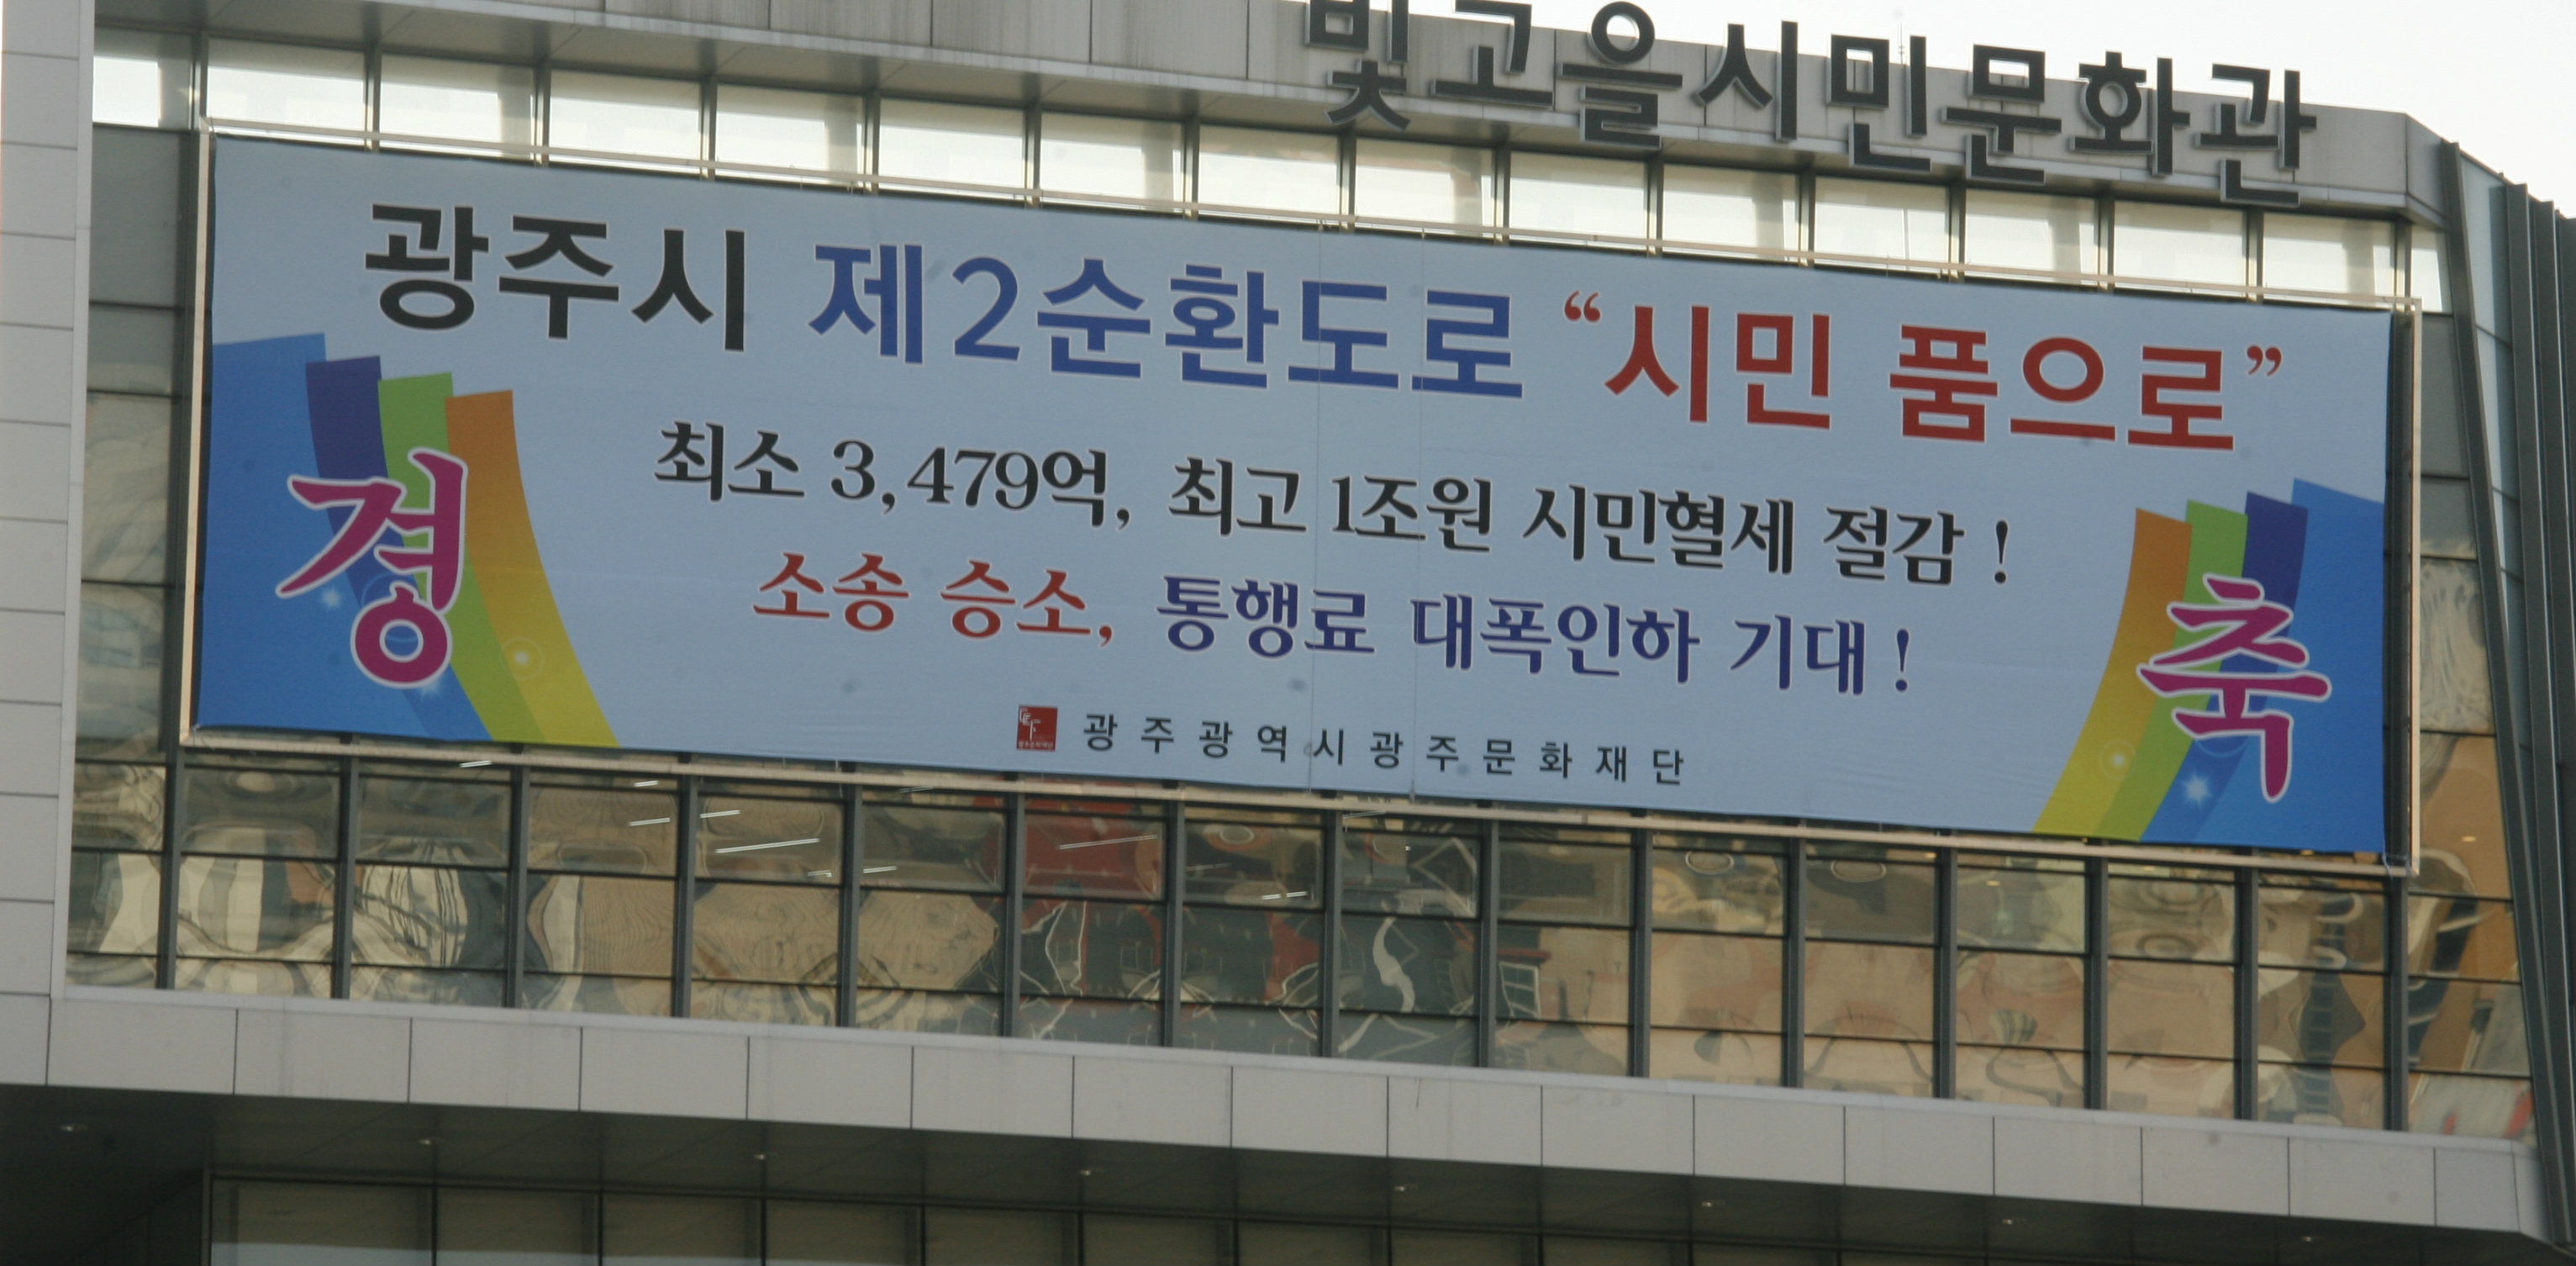 빛고을시민문화관
광주시 제2순환도로 “시민 품으로”
경
최소 3,479억, 최고 1조원 시민혈세 절감!
소송 승소, 통행료 대폭인하 기대!
축
광주광역시광주문화재단